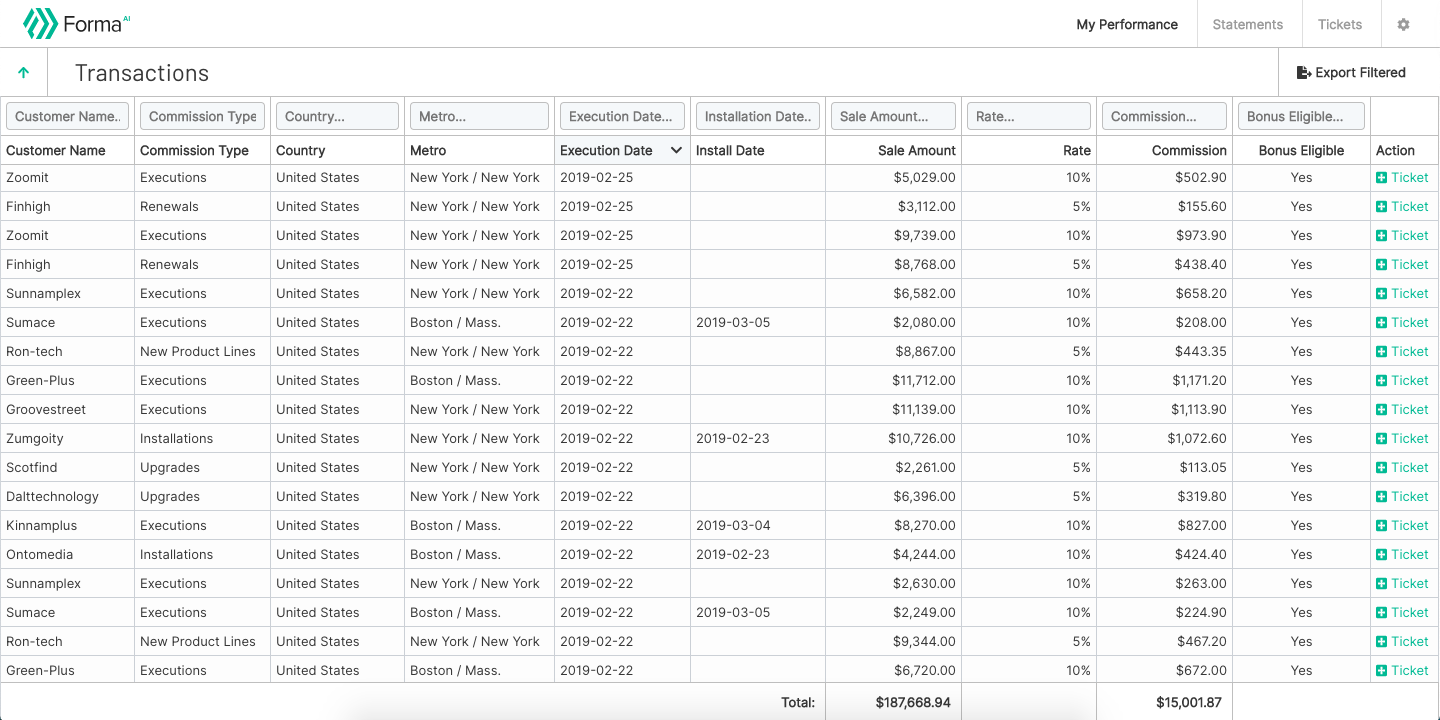 Forma AI
My Performance Statements Tickets
Transactions Export Filtered
Customer Name.. Commission Type Country... Metro... Execution Date... Installation Date.. Sale Amount... Rate... Commission... Bonus Eligible...
Customer Name Commission Type Country Metro Execution Date Install Date Sale Amount Rate Commission Bonus Eligible Action
Zoomit Executions United States New York / New York 2019-02-25 $5,029.00 10% $502.90 Yes Ticket
Finhigh Renewals United States New York / New York 2019-02-25 $3,112.00 5% $155.60 Yes Ticket
Zoomit Executions United States New York / New York 2019-02-25 $9,739.00 10% $973.90 Yes Ticket
Finhigh Renewals United States New York / New York 2019-02-25 $8,768.00 5% $438.40 Yes Ticket
Sunnamplex Executions United States New York / New York 2019-02-22 $6,582.00 10% $658.20 Yes Ticket
Sumace Executions United States Boston / Mass. 2019-02-22 2019-03-05 $2,080.00 10% $208.00 Yes Ticket
Ron-tech New Product Lines United States New York / New York 2019-02-22 $8,867.00 5% $443.35 Yes Ticket
Green-Plus Executions United States Boston / Mass. 2019-02-22 $11,712.00 10% $1,171.20 Yes Ticket
Groovestreet Executions United States New York / New York 2019-02-22 $11,139.00 10% $1,113.90 Yes Ticket
Zumgoity Installations United States New York / New York 2019-02-22 2019-02-23 $10,726.00 10% $1,072.60 Yes Ticket
Scotfind Upgrades United States New York / New York 2019-02-22 $2,261.00 5% $113.05 Yes Ticket
Dalttechnology Upgrades United States New York / New York 2019-02-22 $6,396.00 5% $319.80 Yes Ticket
Kinnamplus Executions United States Boston / Mass. 2019-02-22 2019-03-04 $8,270.00 10% $827.00 Yes Ticket
Ontomedia Installations United States Boston / Mass. 2019-02-22 2019-02-23 $4,244.00 10% $424.40 Yes Ticket
Sunnamplex Executions United States New York / New York 2019-02-22 $2,630.00 10% $263.00 Yes Ticket
Sumace Executions United States Boston / Mass. 2019-02-22 2019-03-05 $2,249.00 10% $224.90 Yes Ticket
Ron-tech New Product Lines United States New York / New York 2019-02-22 $9,344.00 5% $467.20 Yes Ticket
Green-Plus Executions United States Boston / Mass. 2019-02-22 $6,720.00 10% $672.00 Yes Ticket
Total: $187,668.94 $15,001.87